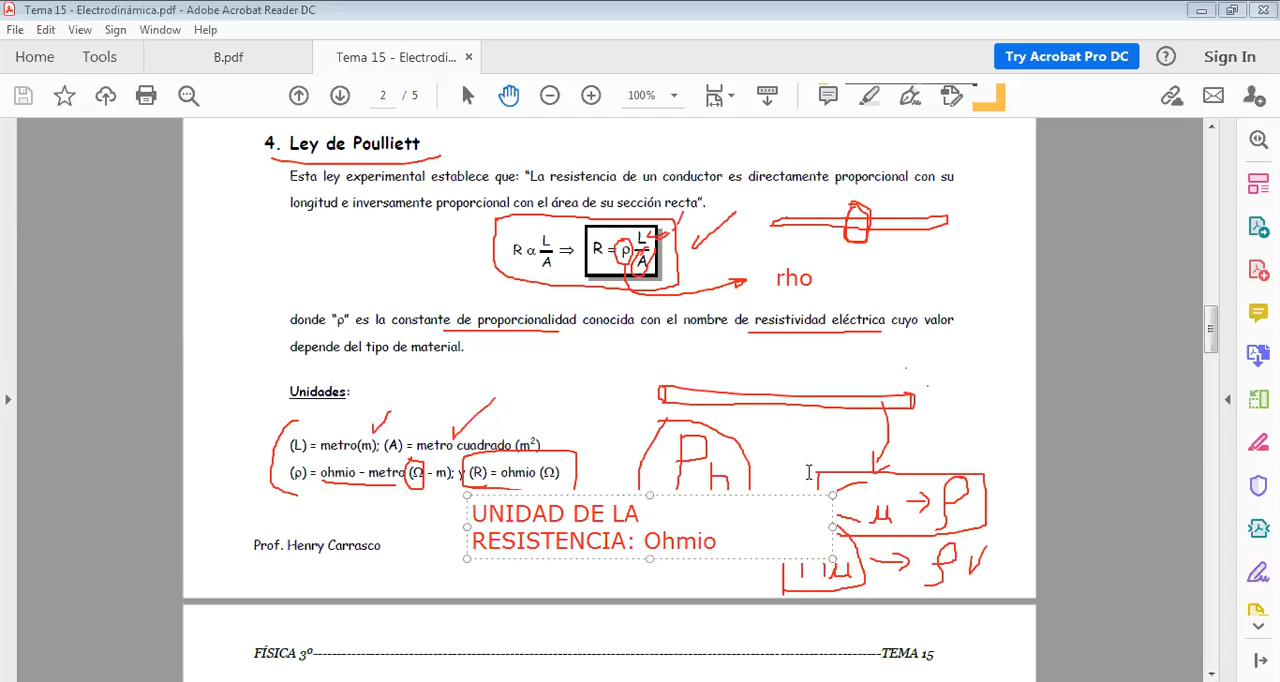 Tema 15 - Electrodinámica.pdf - Adobe Acrobat Reader DC
File Edit View Sign Window Help
Home Tools B.pdf Tema 15 - Electrodi... × Try Acrobat Pro DC Sign In
2 / 5 100%
4. Ley de Poulliett
Esta ley experimental establece que: “La resistencia de un conductor es directamente proporcional con su
longitud e inversamente proporcional con el área de su sección recta”.
R α L/A ⇒ R = ρ L/A
rho
donde “ρ” es la constante de proporcionalidad conocida con el nombre de resistividad eléctrica cuyo valor
depende del tipo de material.
Unidades:
(L) = metro(m); (A) = metro cuadrado (m²)
(ρ) = ohmio - metro (Ω - m); y (R) = ohmio (Ω)
Ph
μ → ρ
UNIDAD DE LA
RESISTENCIA: Ohmio
→ ρ
Prof. Henry Carrasco
FÍSICA 3º----------------------------------------TEMA 15